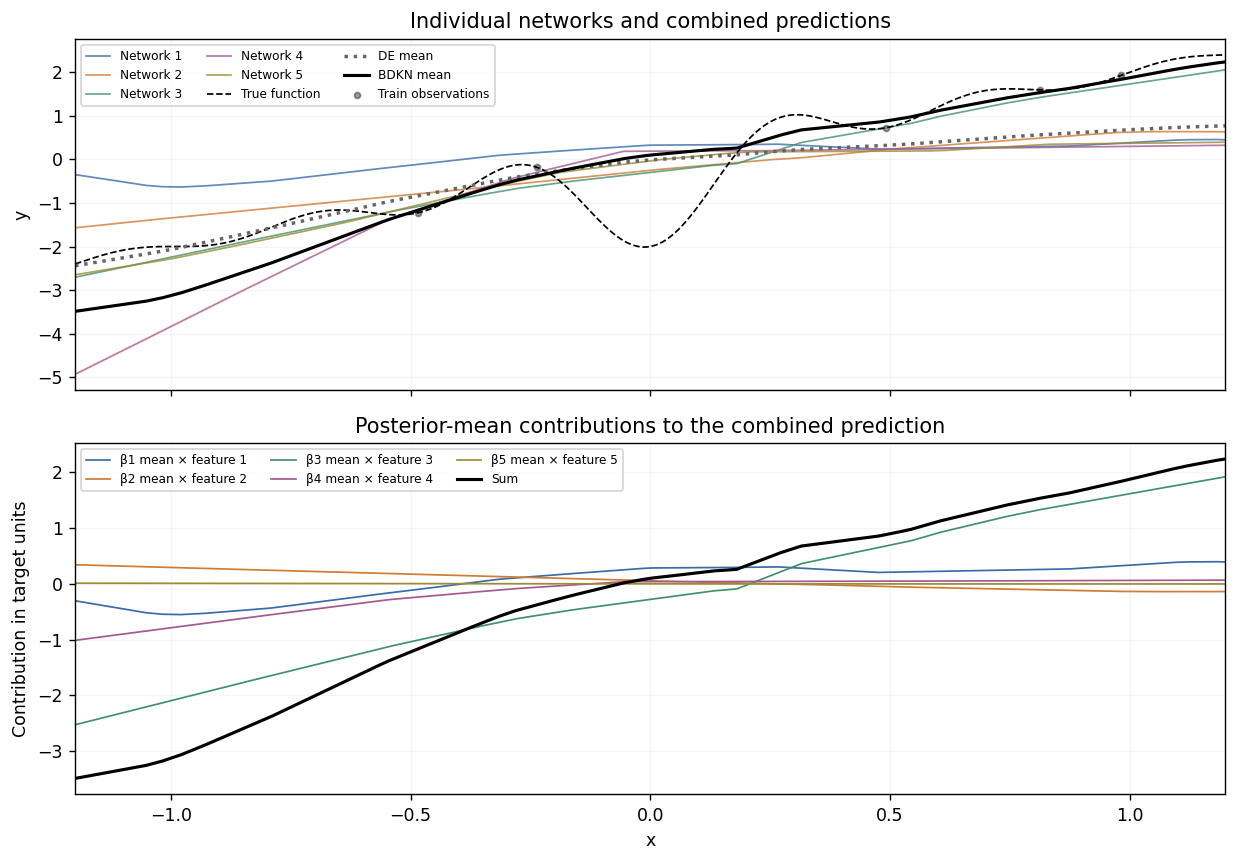 Individual networks and combined predictions
Network 1 Network 4 DE mean
Network 2 Network 5 BDKN mean
Network 3 True function Train observations
2
1
0
−1
−2
−3
−4
−5
y
Posterior-mean contributions to the combined prediction
β1 mean × feature 1 β3 mean × feature 3 β5 mean × feature 5
β2 mean × feature 2 β4 mean × feature 4 Sum
2
1
0
−1
−2
−3
Contribution in target units
−1.0 −0.5 0.0 0.5 1.0
x